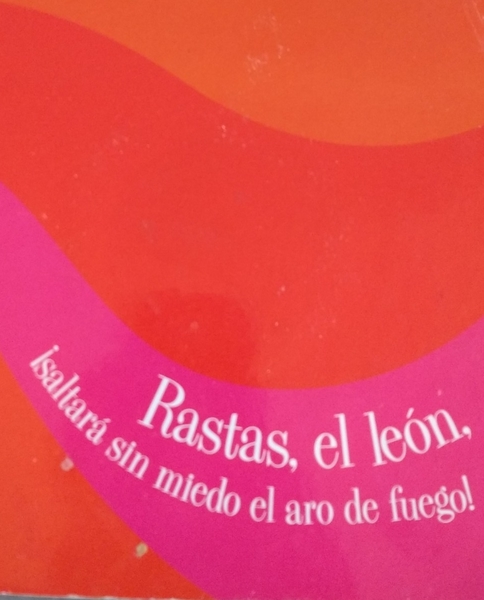 Rastas, el león,
¡saltará sin miedo el aro de fuego!